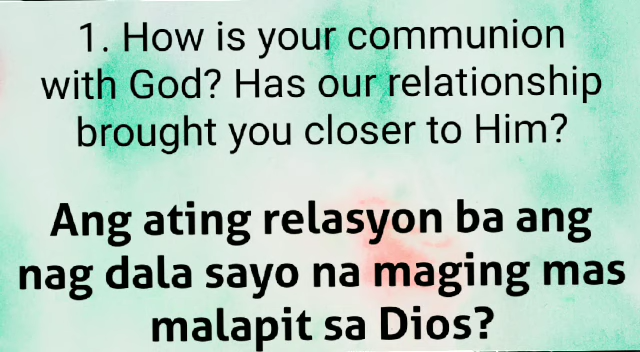 1. How is your communion
with God? Has our relationship
brought you closer to Him?
Ang ating relasyon ba ang
nag dala sayo na maging mas
malapit sa Dios?